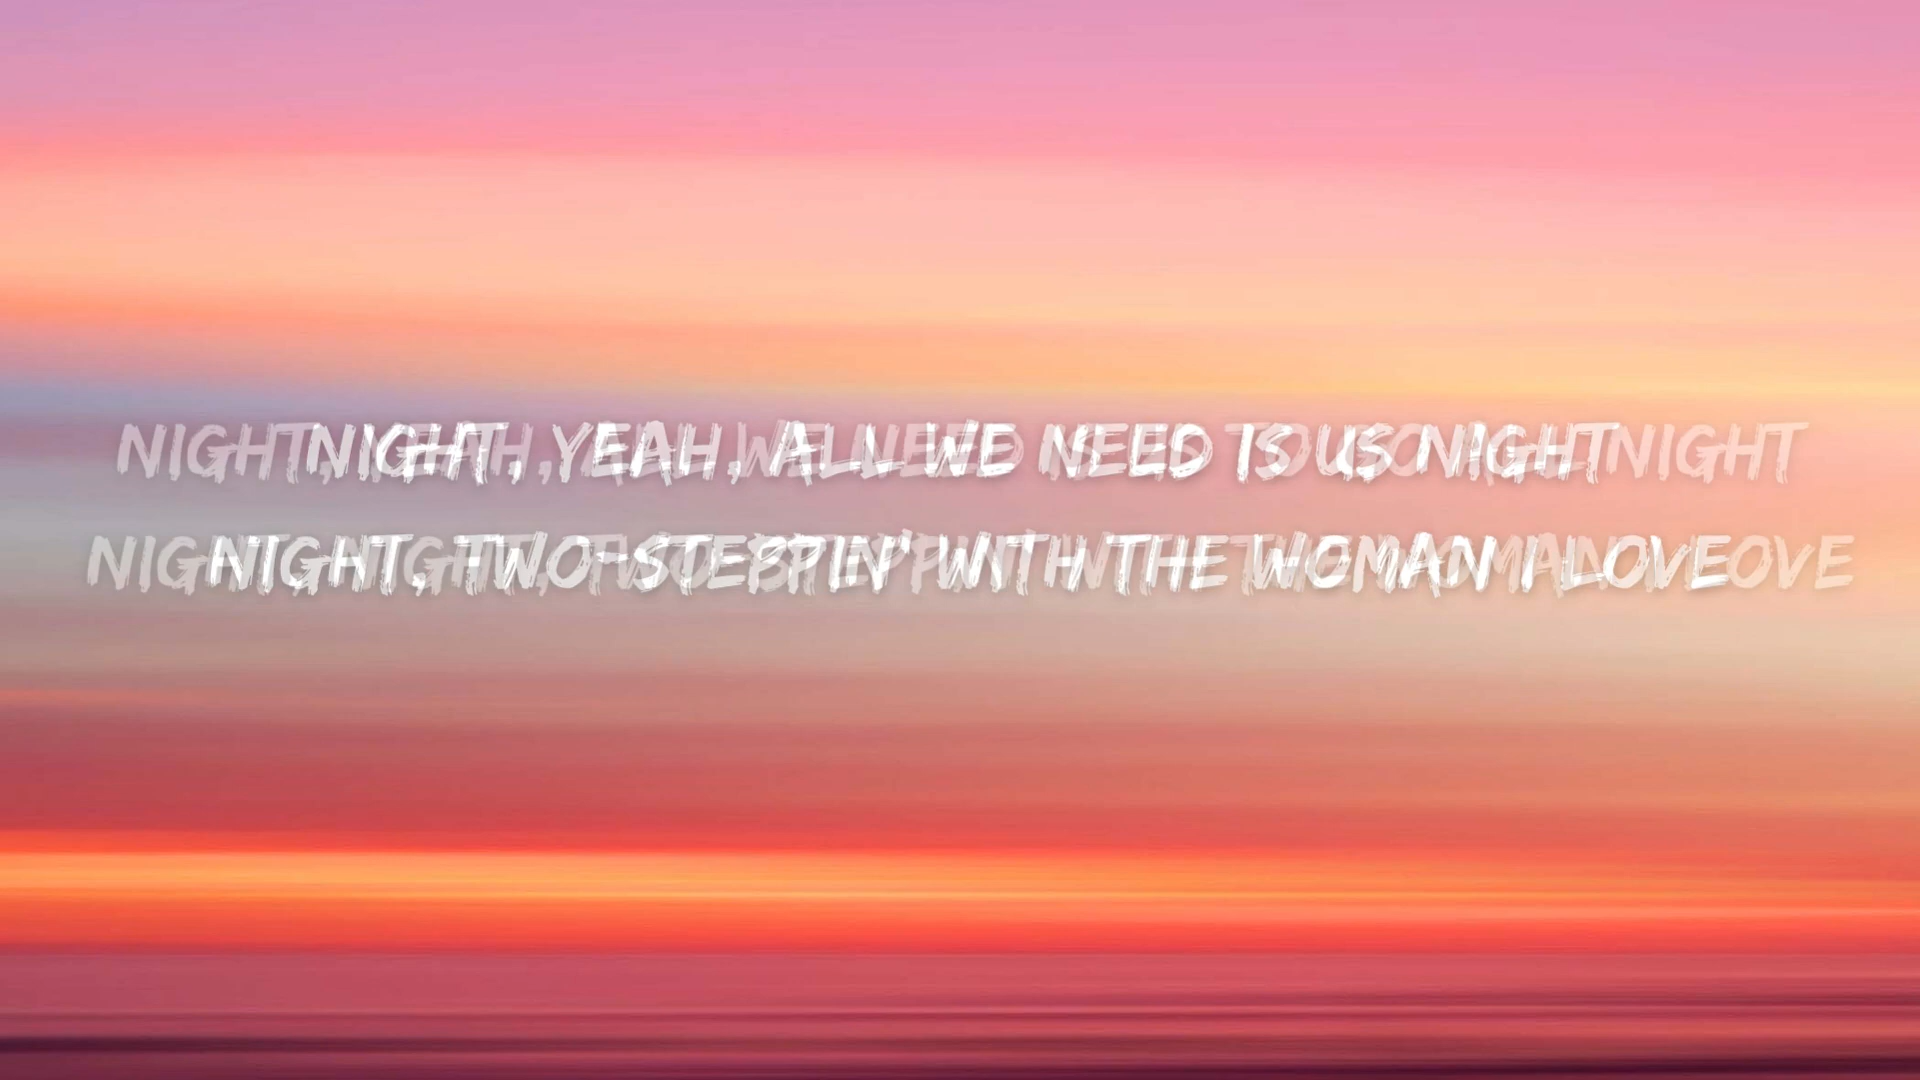 NIGHT, YEAH, ALL WE NEED IS US NIGHT
NIGHT, TWO-STEPPIN' WITH THE WOMAN I LOVE